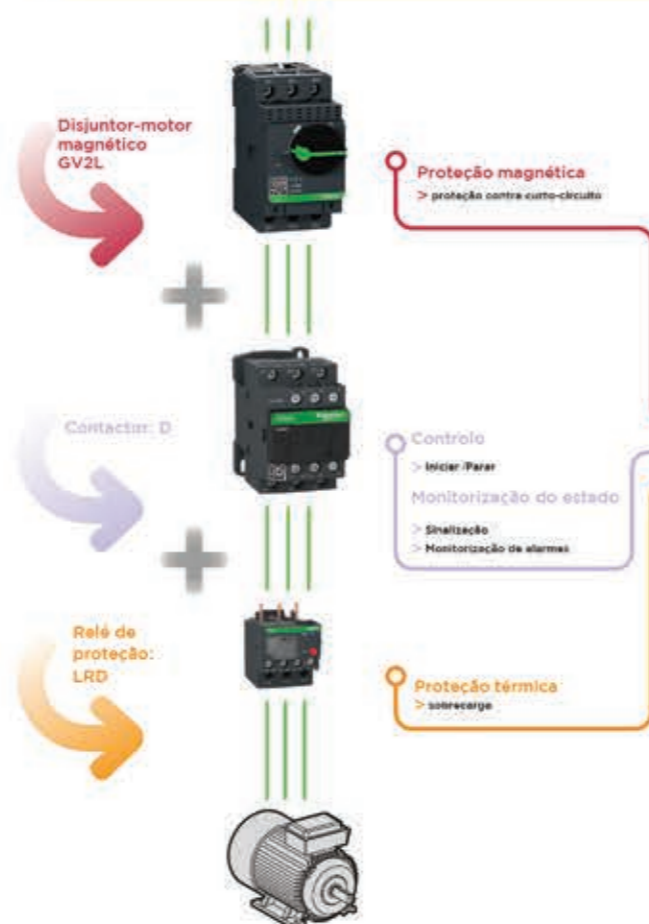 Disjuntor-motor
magnético
GV2L
Proteção magnética
> proteção contra curto-circuito
Contactor: D
Controlo
> Iniciar /Parar
Monitorização do estado
> Sinalização
> Monitorização de alarmes
Relé de
proteção:
LRD
Proteção térmica
> sobrecarga